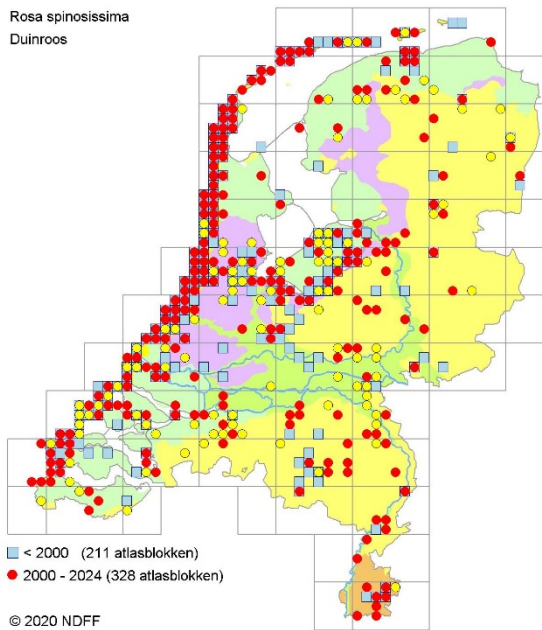 Rosa spinosissima
Duinroos
< 2000 (211 atlasblokken)
2000 - 2024 (328 atlasblokken)
© 2020 NDFF